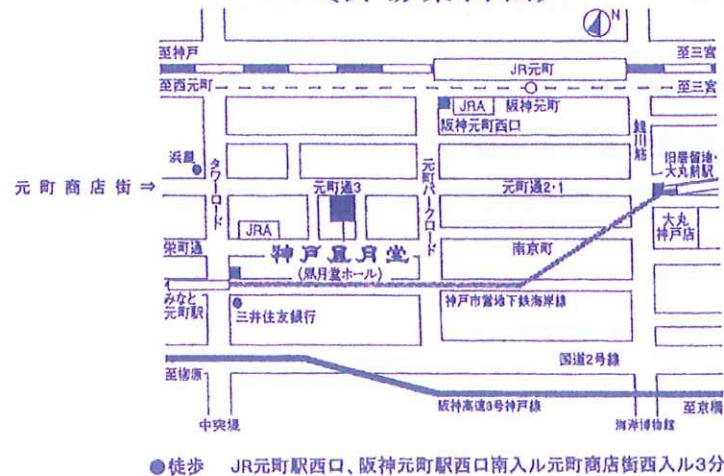 N
至神戸
至三宮
JR元町
至西元町
至三宮
JRA
阪神元町
阪神元町西口
鯉川筋
浜屋
タワーロード
元町パークロード
旧居留地・
大丸前駅
元町商店街⇒
元町通3
元町通2・1
大丸
神戸店
JRA
栄町通
神戸凮月堂
(凮月堂ホール)
南京町
みなと
元町駅
三井住友銀行
神戸市営地下鉄海岸線
国道2号線
至柳原
阪神高速3号神戸線
至京橋
中突堤
海岸博物館
●徒歩 JR元町駅西口、阪神元町駅西口南入ル元町商店街西入ル3分